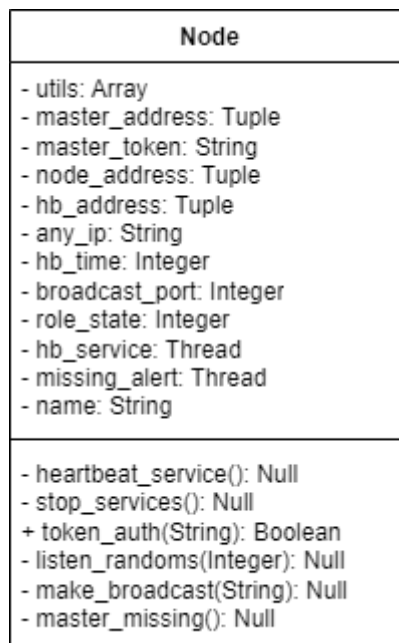 Node
- utils: Array
- master_address: Tuple
- master_token: String
- node_address: Tuple
- hb_address: Tuple
- any_ip: String
- hb_time: Integer
- broadcast_port: Integer
- role_state: Integer
- hb_service: Thread
- missing_alert: Thread
- name: String
- heartbeat_service(): Null
- stop_services(): Null
+ token_auth(String): Boolean
- listen_randoms(Integer): Null
- make_broadcast(String): Null
- master_missing(): Null